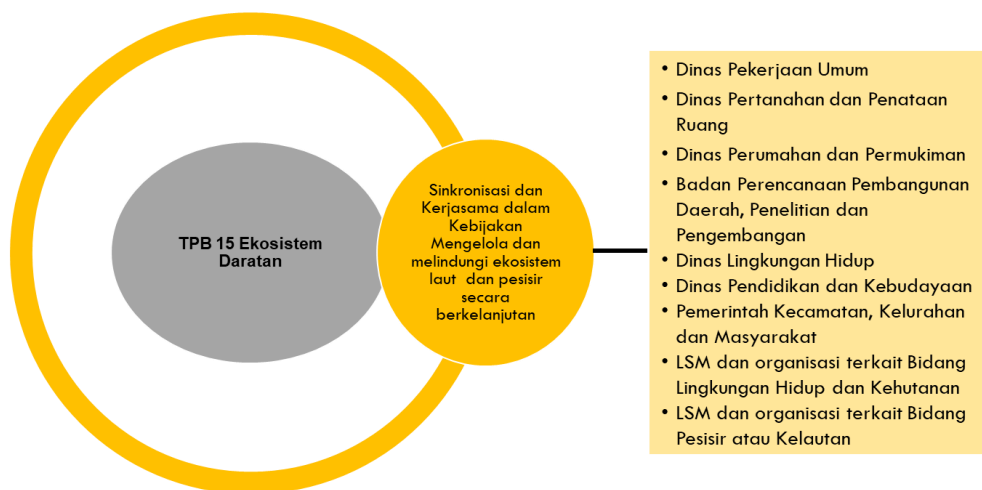 TPB 15 Ekosistem
Daratan
Sinkronisasi dan
Kerjasama dalam
Kebijakan
Mengelola dan
melindungi ekosistem
laut dan pesisir
secara
berkelanjutan
• Dinas Pekerjaan Umum
• Dinas Pertanahan dan Penataan
Ruang
• Dinas Perumahan dan Permukiman
• Badan Perencanaan Pembangunan
Daerah, Penelitian dan
Pengembangan
• Dinas Lingkungan Hidup
• Dinas Pendidikan dan Kebudayaan
• Pemerintah Kecamatan, Kelurahan
dan Masyarakat
• LSM dan organisasi terkait Bidang
Lingkungan Hidup dan Kehutanan
• LSM dan organisasi terkait Bidang
Pesisir atau Kelautan